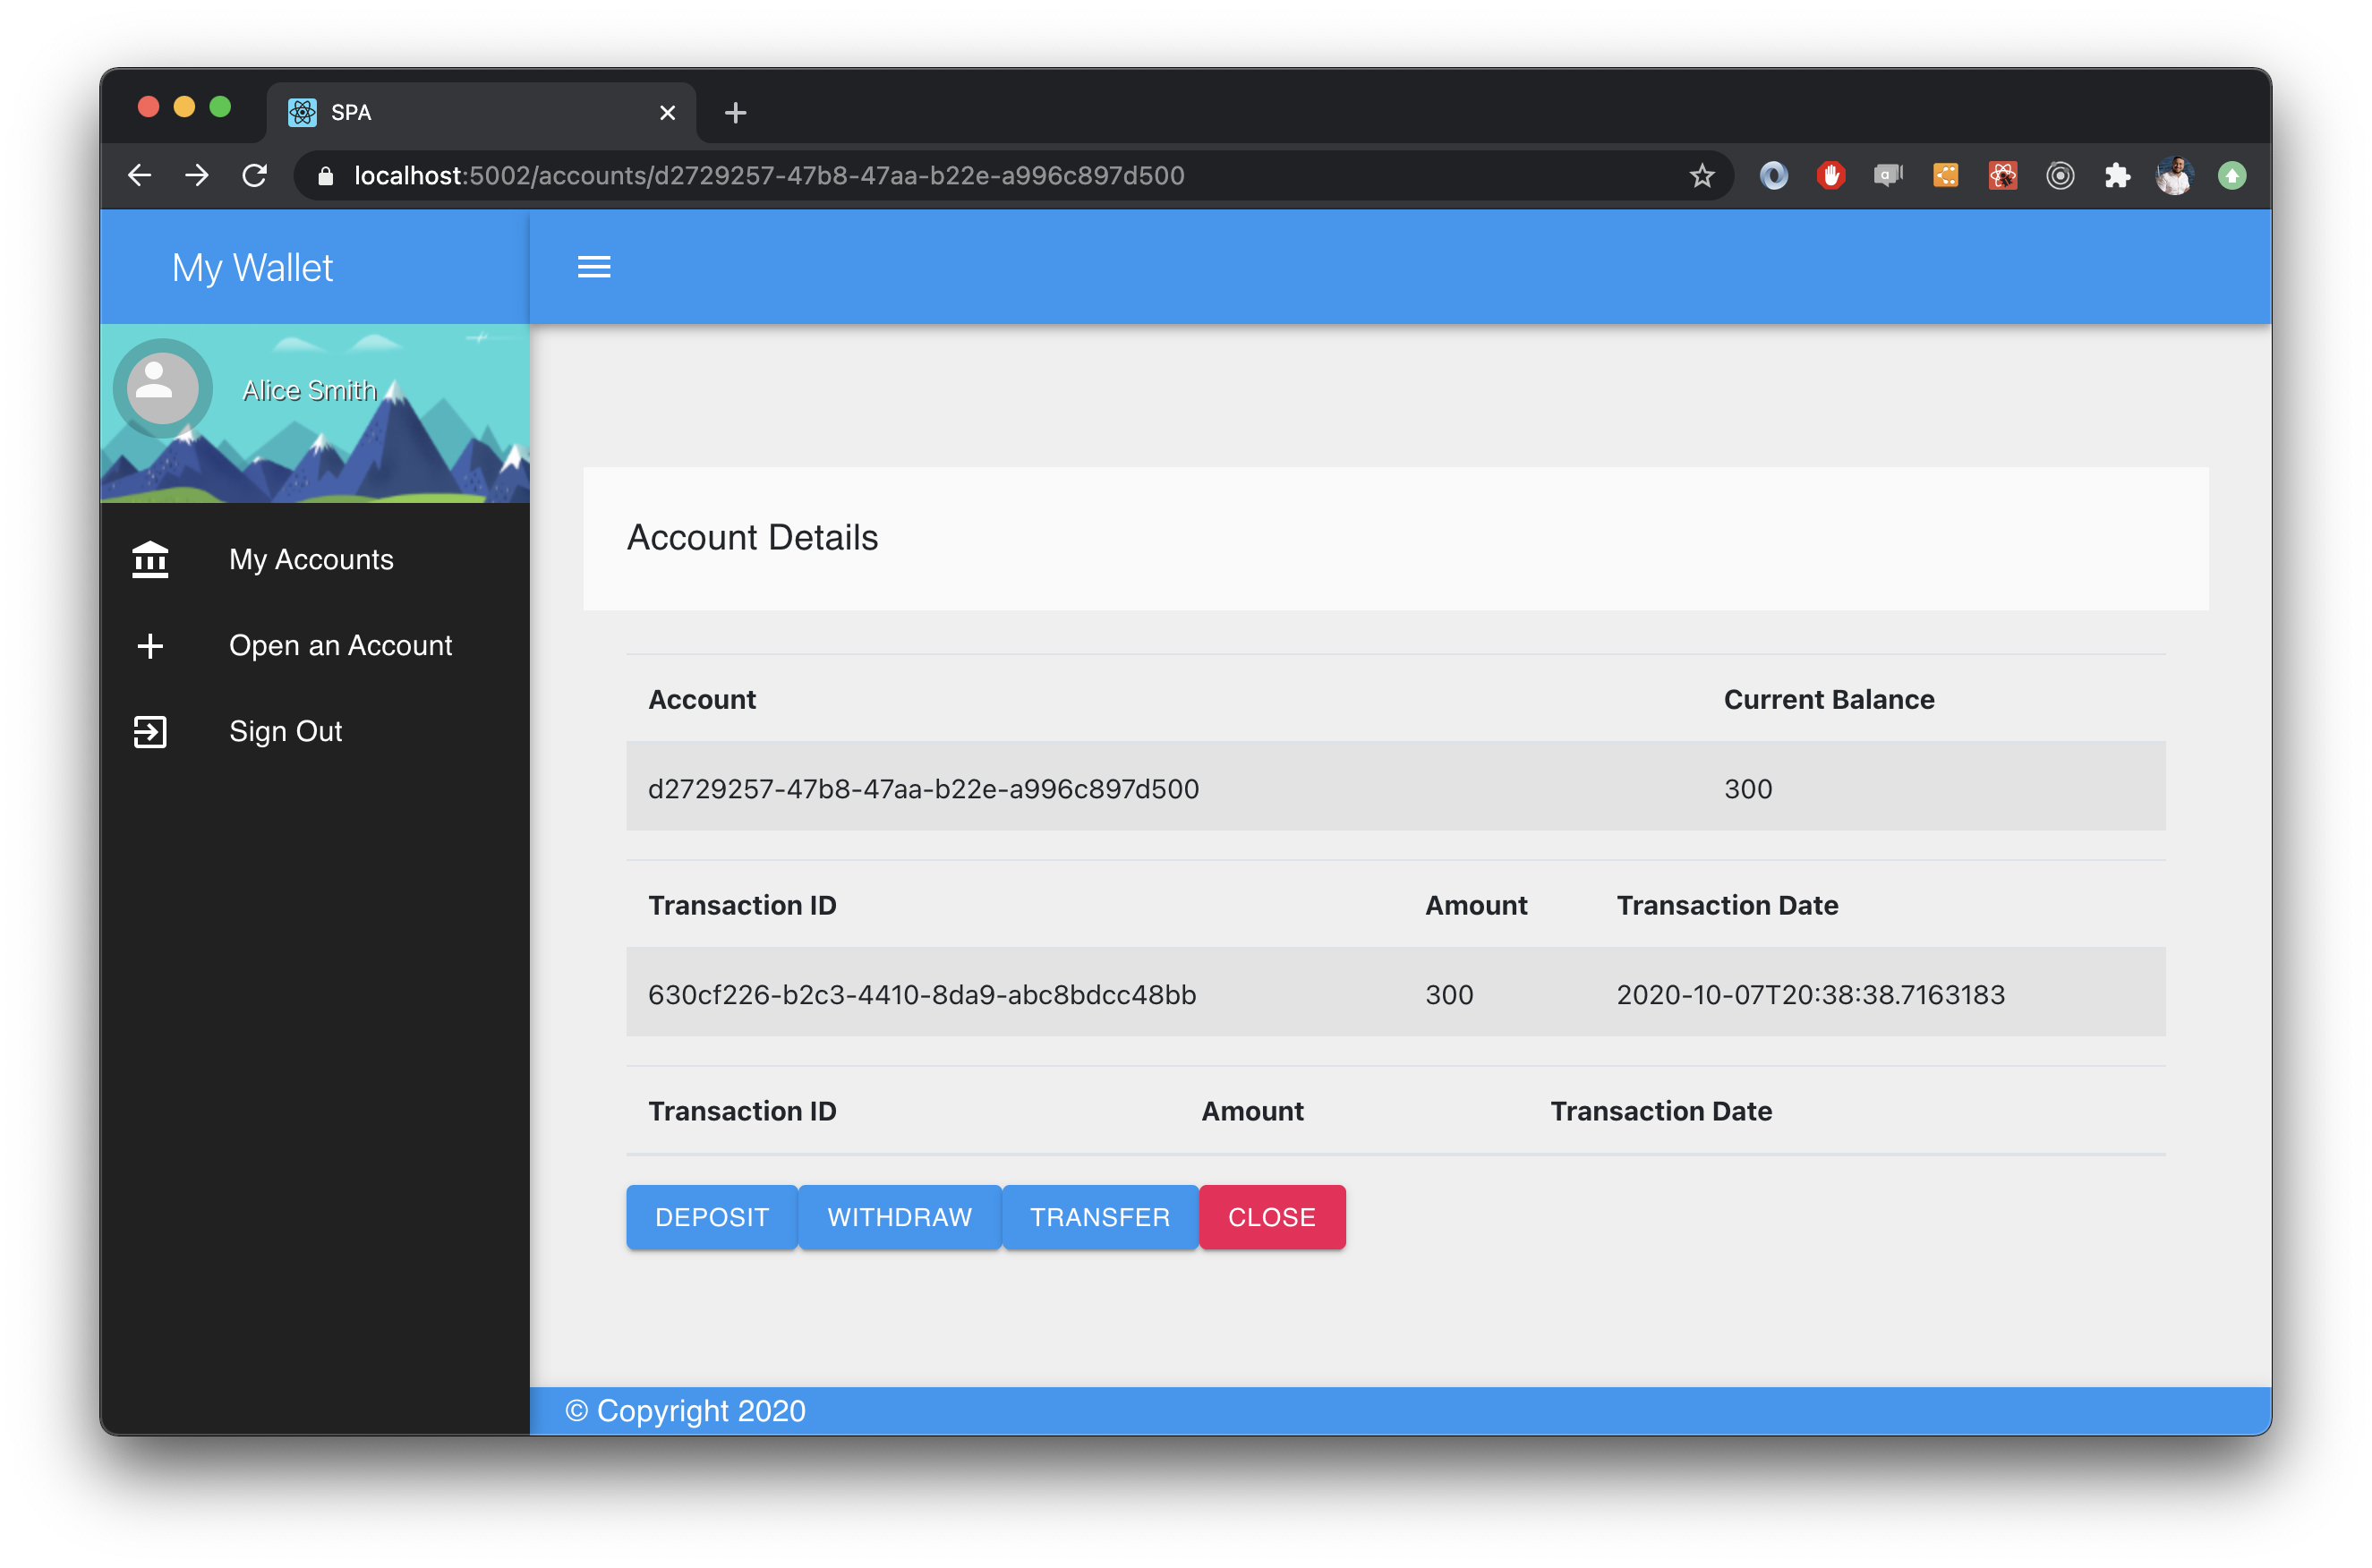 SPA
localhost:5002/accounts/d2729257-47b8-47aa-b22e-a996c897d500
My Wallet
Alice Smith
My Accounts
Open an Account
Sign Out
Account Details
Account Current Balance
d2729257-47b8-47aa-b22e-a996c897d500 300
Transaction ID Amount Transaction Date
630cf226-b2c3-4410-8da9-abc8bdcc48bb 300 2020-10-07T20:38:38.7163183
Transaction ID Amount Transaction Date
DEPOSIT WITHDRAW TRANSFER CLOSE
© Copyright 2020